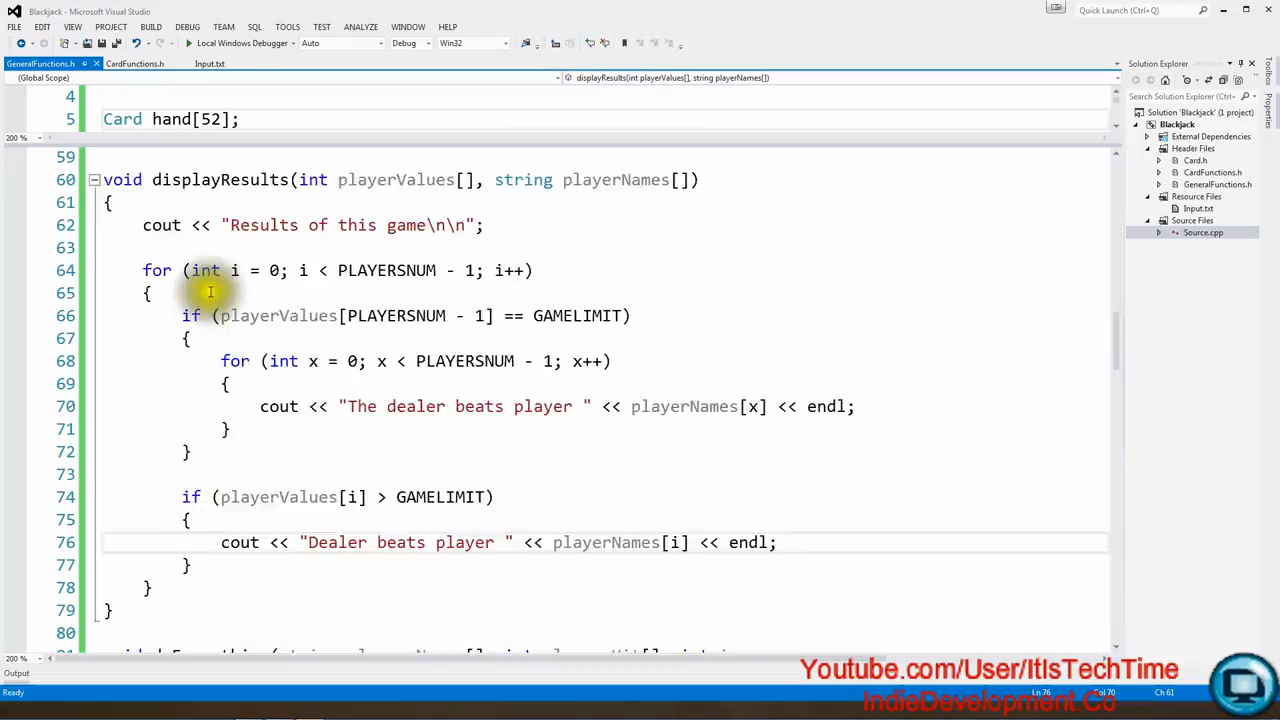 Blackjack - Microsoft Visual Studio
Quick Launch (Ctrl+Q)
FILE EDIT VIEW PROJECT BUILD DEBUG TEAM SQL TOOLS TEST ANALYZE WINDOW HELP
Local Windows Debugger Auto Debug Win32
GeneralFunctions.h CardFunctions.h Input.txt
(Global Scope) displayResults(int playerValues[], string playerNames[])
4
5 Card hand[52];
200 %
59
60 void displayResults(int playerValues[], string playerNames[])
61 {
62 cout << "Results of this game\n\n";
63
64 for (int i = 0; i < PLAYERSNUM - 1; i++)
65 {
66 if (playerValues[PLAYERSNUM - 1] == GAMELIMIT)
67 {
68 for (int x = 0; x < PLAYERSNUM - 1; x++)
69 {
70 cout << "The dealer beats player " << playerNames[x] << endl;
71 }
72 }
73
74 if (playerValues[i] > GAMELIMIT)
75 {
76 cout << "Dealer beats player " << playerNames[i] << endl;
77 }
78 }
79 }
80
200 %
Output
Ready
Ln 76 Col 70 Ch 61
Solution Explorer
Search Solution Explorer (Ctrl+
Solution 'Blackjack' (1 project)
Blackjack
External Dependencies
Header Files
Card.h
CardFunctions.h
GeneralFunctions.h
Resource Files
Input.txt
Source Files
Source.cpp
Toolbox
Properties
Youtube.com/User/ItIsTechTime
IndieDevelopment.Co